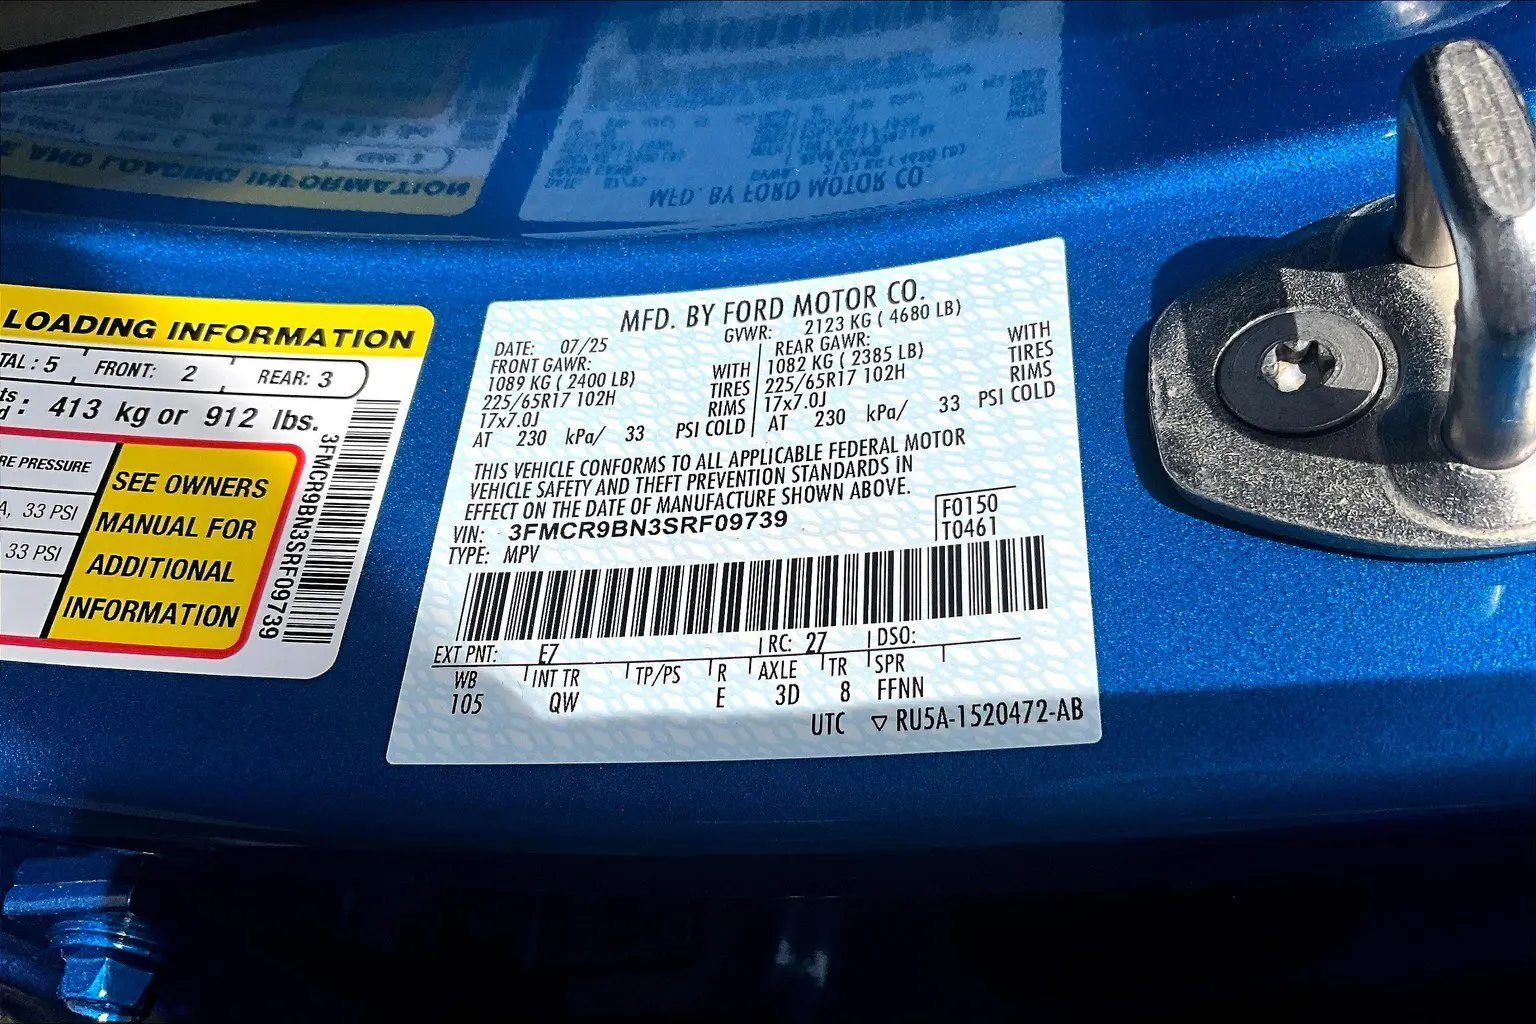 LOADING INFORMATION
TAL : 5 FRONT: 2 REAR: 3
413 kg or 912 lbs.
RE PRESSURE
A, 33 PSI
33 PSI
SEE OWNERS
MANUAL FOR
ADDITIONAL
INFORMATION
3FMCR9BN3SRF09739
MFD. BY FORD MOTOR CO.
DATE: 07/25 GVWR: 2123 KG ( 4680 LB)
FRONT GAWR: REAR GAWR:
1089 KG ( 2400 LB) WITH 1082 KG ( 2385 LB) WITH
225/65R17 102H TIRES 225/65R17 102H TIRES
17x7.0J RIMS 17x7.0J RIMS
AT 230 kPa/ 33 PSI COLD AT 230 kPa/ 33 PSI COLD
THIS VEHICLE CONFORMS TO ALL APPLICABLE FEDERAL MOTOR
VEHICLE SAFETY AND THEFT PREVENTION STANDARDS IN
EFFECT ON THE DATE OF MANUFACTURE SHOWN ABOVE.
VIN: 3FMCR9BN3SRF09739 F0150
TYPE: MPV T0461
EXT PNT: E7 RC: 27 DSO:
WB INT TR TP/PS R AXLE TR SPR
105 QW E 3D 8 FFNN
UTC ▽ RU5A-1520472-AB